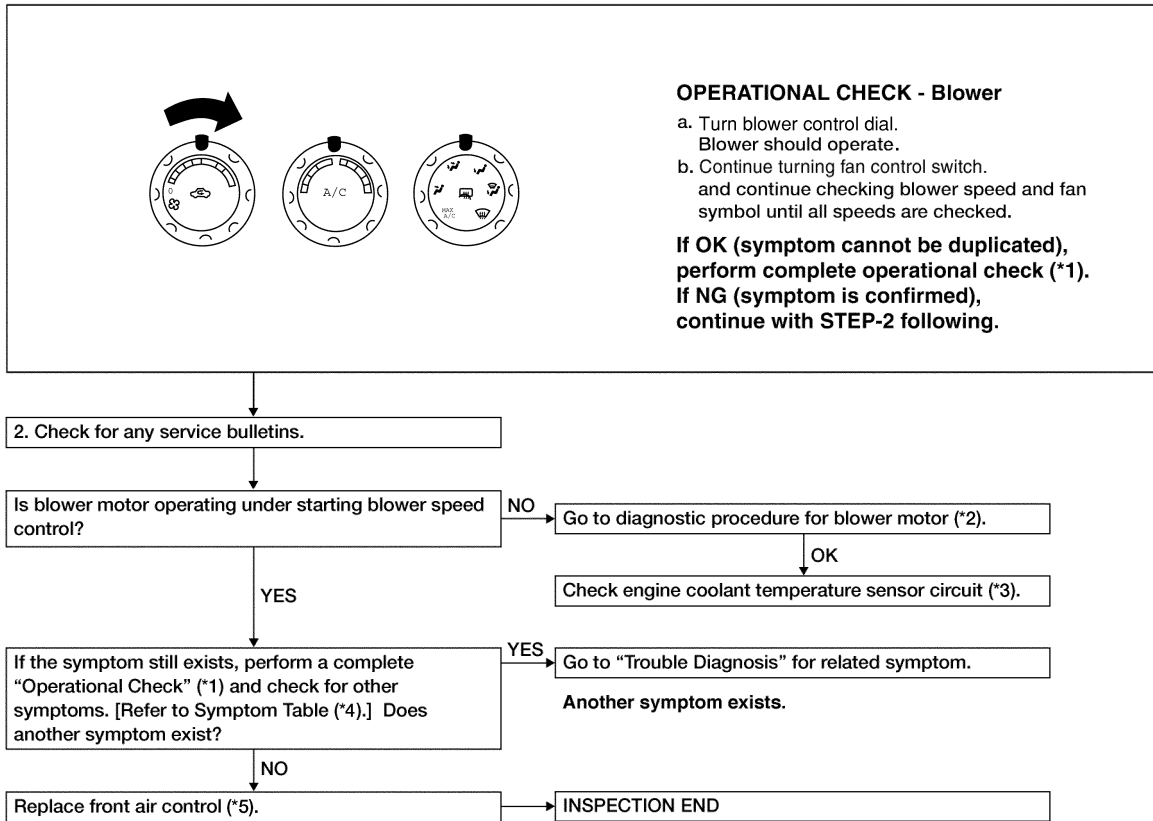 OPERATIONAL CHECK - Blower
a. Turn blower control dial.
Blower should operate.
b. Continue turning fan control switch.
and continue checking blower speed and fan
symbol until all speeds are checked.
If OK (symptom cannot be duplicated),
perform complete operational check (*1).
If NG (symptom is confirmed),
continue with STEP-2 following.
0
A/C
MAX
A/C
2. Check for any service bulletins.
Is blower motor operating under starting blower speed
control?
NO
Go to diagnostic procedure for blower motor (*2).
OK
Check engine coolant temperature sensor circuit (*3).
YES
If the symptom still exists, perform a complete
“Operational Check” (*1) and check for other
symptoms. [Refer to Symptom Table (*4).] Does
another symptom exist?
YES
Go to “Trouble Diagnosis” for related symptom.
Another symptom exists.
NO
Replace front air control (*5).
INSPECTION END